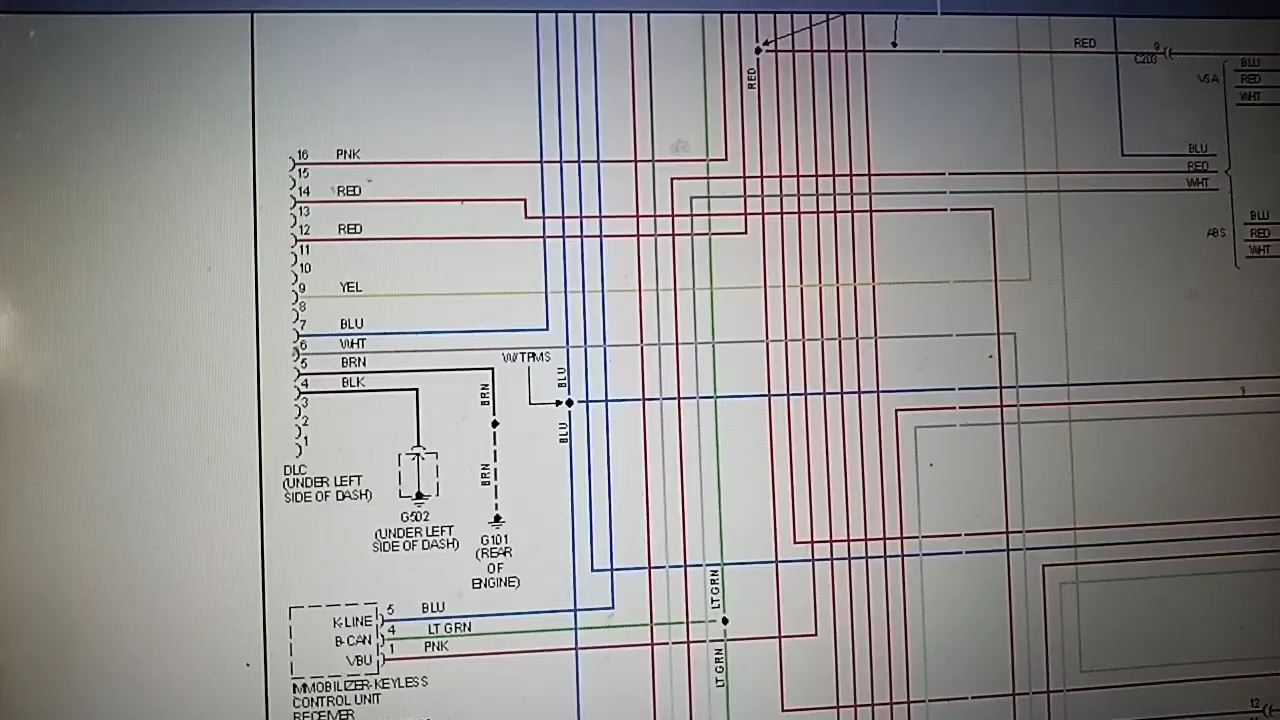 RED
9
C200
BLU
VSA
RED
RED
WHT
16
PNK
BLU
15
RED
14
RED
WHT
13
BLU
12
RED
ABS
RED
11
WHT
10
9
YEL
8
7
BLU
6
WHT
W/TPMS
5
BRN
BLU
4
BLK
BRN
3
2
BLU
1
DLC
(UNDER LEFT
SIDE OF DASH)
BRN
G502
(UNDER LEFT
SIDE OF DASH)
G101
(REAR
OF
ENGINE)
LT GRN
5
BLU
K-LINE
4
LT GRN
B-CAN
1
PNK
VBU
LT GRN
IMMOBILIZER-KEYLESS
CONTROL UNIT
RECEIVER
12